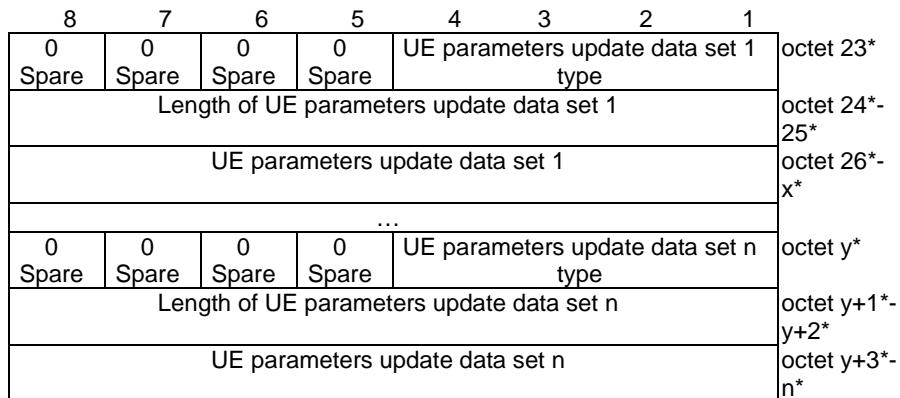 8 7 6 5 4 3 2 1
0 0 0 0 UE parameters update data set 1 octet 23*
Spare Spare Spare Spare type
Length of UE parameters update data set 1 octet 24*-
25*
UE parameters update data set 1 octet 26*-
x*
…
0 0 0 0 UE parameters update data set n octet y*
Spare Spare Spare Spare type
Length of UE parameters update data set n octet y+1*-
y+2*
UE parameters update data set n octet y+3*-
n*